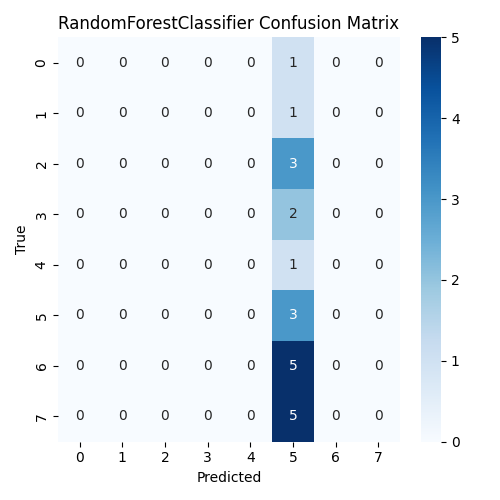 RandomForestClassifier Confusion Matrix
0 0 0 0 0 0 1 0 0
1 0 0 0 0 0 1 0 0
2 0 0 0 0 0 3 0 0
3 0 0 0 0 0 2 0 0
4 0 0 0 0 0 1 0 0
5 0 0 0 0 0 3 0 0
6 0 0 0 0 0 5 0 0
7 0 0 0 0 0 5 0 0
0 1 2 3 4 5 6 7
True
Predicted
5
4
3
2
1
0